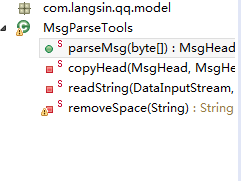 com.langsin.qq.model
MsgParseTools
S parseMsg(byte[]) : MsgHead
S copyHead(MsgHead, MsgHe
S readString(DataInputStream,
S removeSpace(String) : String